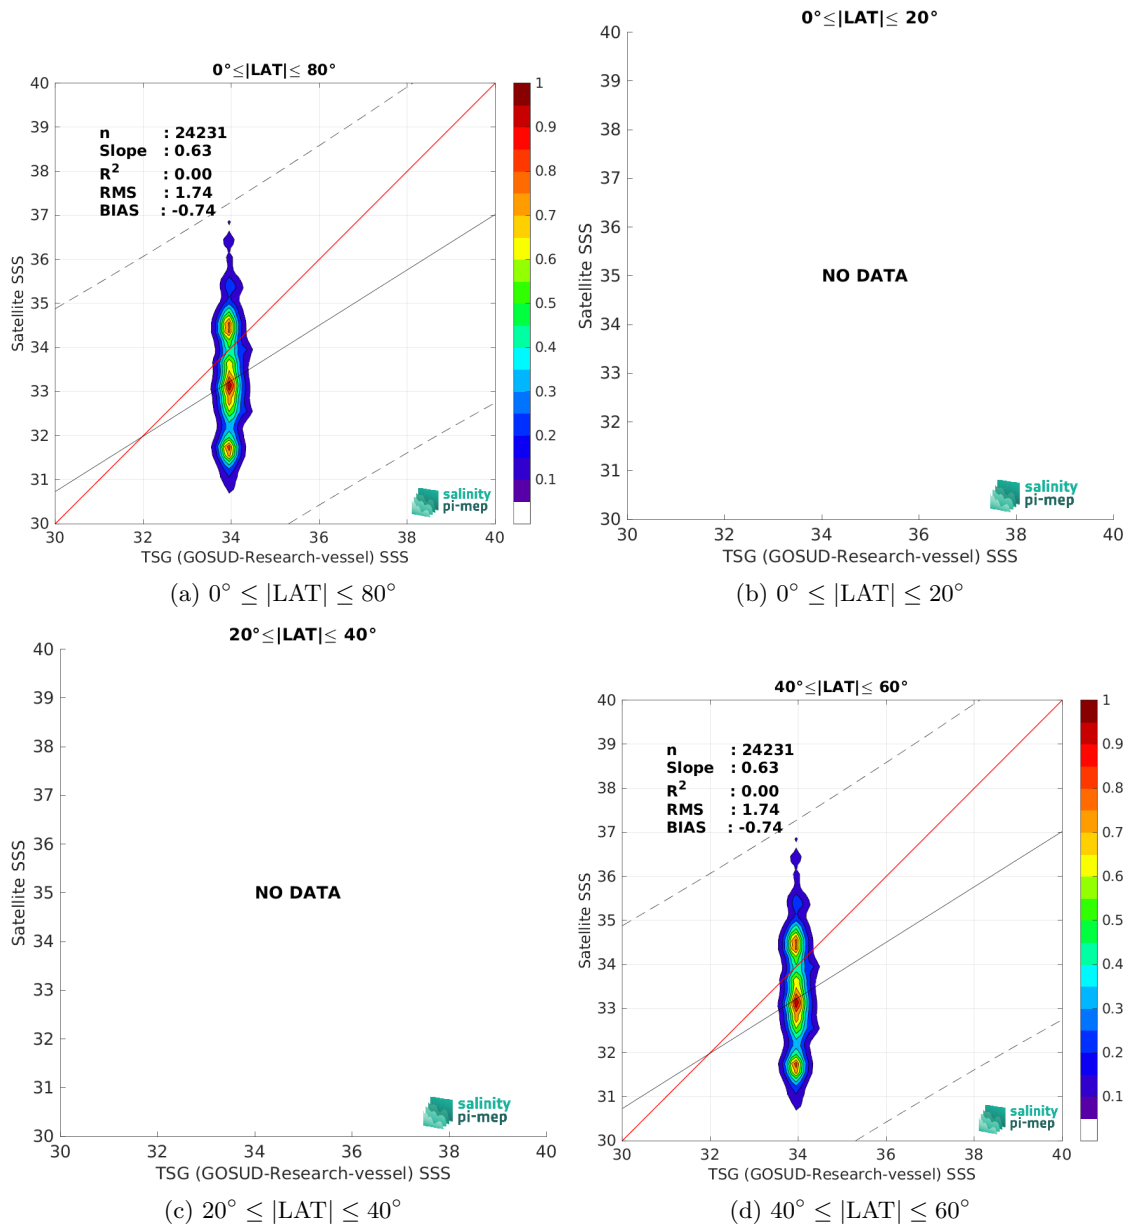 0°≤|LAT|≤ 80°
40
39
38
37
36
35
34
33
32
31
30
Satellite SSS
n : 24231
Slope : 0.63
R² : 0.00
RMS : 1.74
BIAS : -0.74
1
0.9
0.8
0.7
0.6
0.5
0.4
0.3
0.2
0.1
salinity
pi-mep
30 32 34 36 38 40
TSG (GOSUD-Research-vessel) SSS
(a) 0° ≤ |LAT| ≤ 80°
0°≤|LAT|≤ 20°
40
39
38
37
36
35
34
33
32
31
30
Satellite SSS
NO DATA
salinity
pi-mep
30 32 34 36 38 40
TSG (GOSUD-Research-vessel) SSS
(b) 0° ≤ |LAT| ≤ 20°
20°≤|LAT|≤ 40°
40
39
38
37
36
35
34
33
32
31
30
Satellite SSS
NO DATA
salinity
pi-mep
30 32 34 36 38 40
TSG (GOSUD-Research-vessel) SSS
(c) 20° ≤ |LAT| ≤ 40°
40°≤|LAT|≤ 60°
40
39
38
37
36
35
34
33
32
31
30
Satellite SSS
n : 24231
Slope : 0.63
R² : 0.00
RMS : 1.74
BIAS : -0.74
1
0.9
0.8
0.7
0.6
0.5
0.4
0.3
0.2
0.1
salinity
pi-mep
30 32 34 36 38 40
TSG (GOSUD-Research-vessel) SSS
(d) 40° ≤ |LAT| ≤ 60°